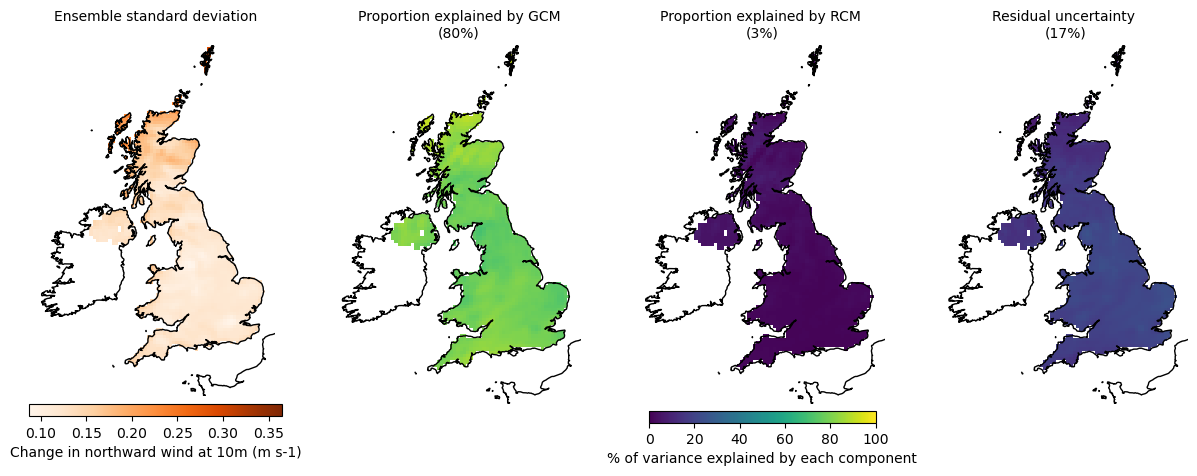 Ensemble standard deviation
Proportion explained by GCM
(80%)
Proportion explained by RCM
(3%)
Residual uncertainty
(17%)
0.10 0.15 0.20 0.25 0.30 0.35
Change in northward wind at 10m (m s-1)
0 20 40 60 80 100
% of variance explained by each component